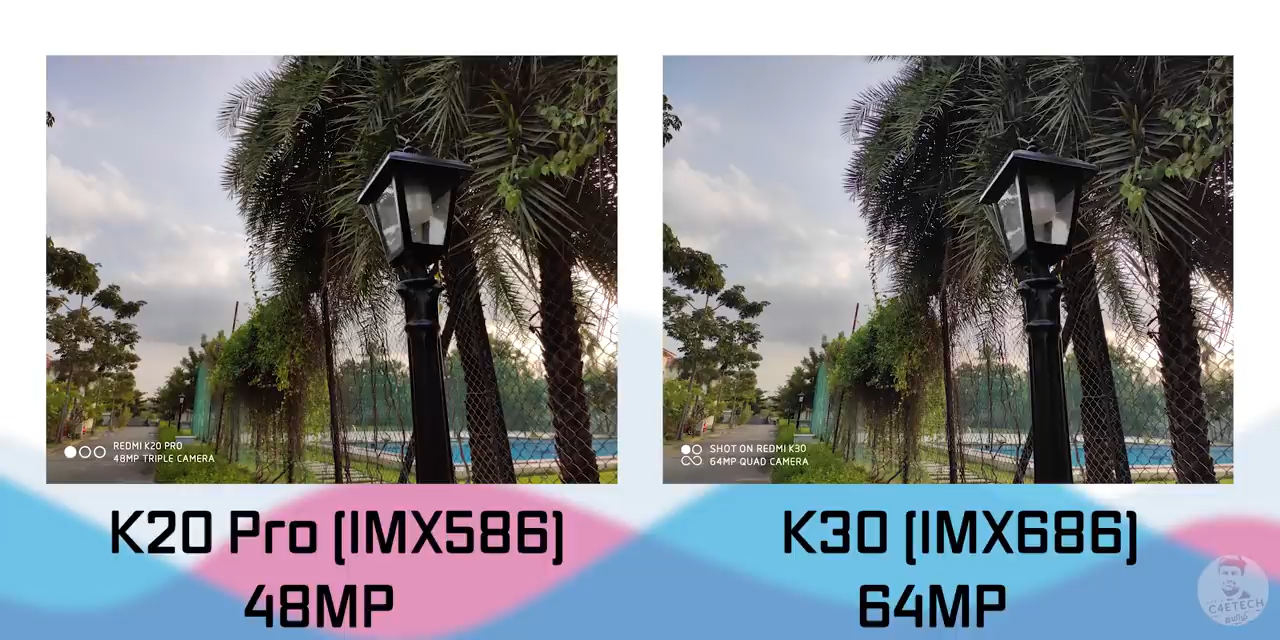 REDMI K20 PRO
48MP TRIPLE CAMERA
SHOT ON REDMI K30
64MP QUAD CAMERA
K20 Pro (IMX586)
48MP
K30 (IMX686)
64MP
C4ETECH
தமிழ்